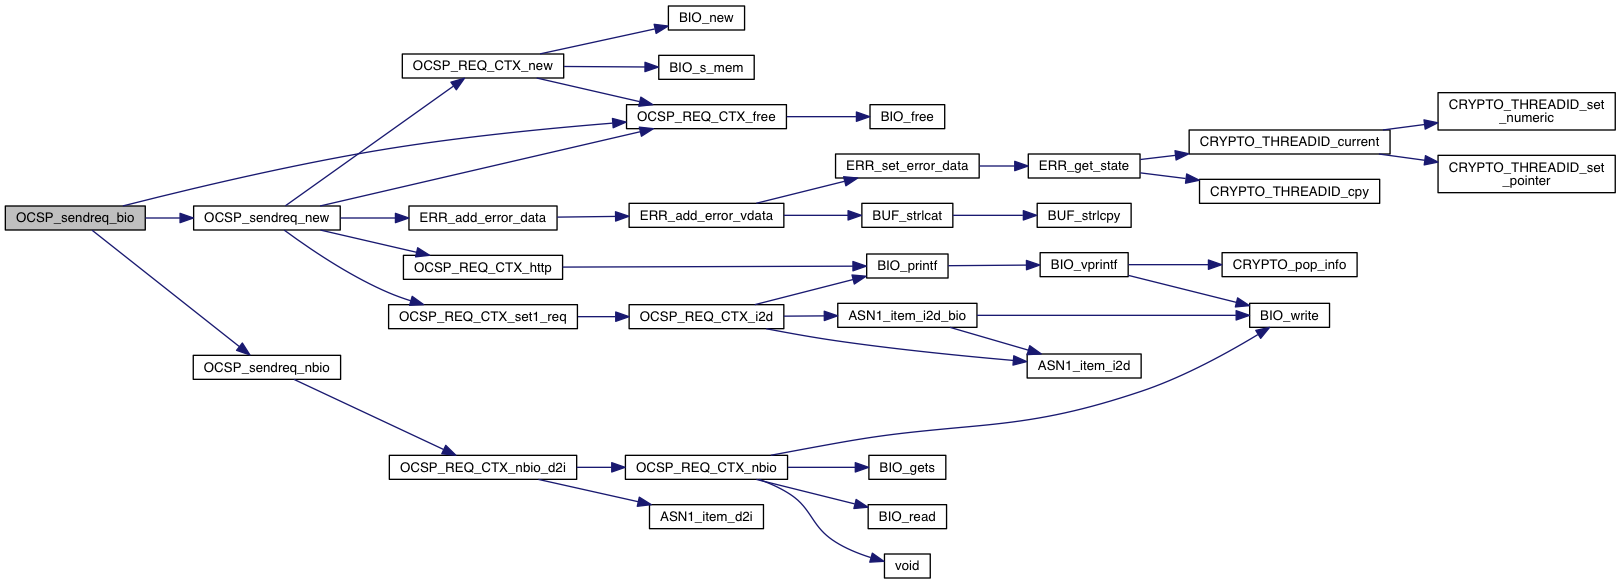 BIO_new
OCSP_REQ_CTX_new
BIO_s_mem
CRYPTO_THREADID_set
_numeric
OCSP_REQ_CTX_free
BIO_free
CRYPTO_THREADID_current
ERR_set_error_data
ERR_get_state
CRYPTO_THREADID_set
_pointer
CRYPTO_THREADID_cpy
OCSP_sendreq_bio
OCSP_sendreq_new
ERR_add_error_data
ERR_add_error_vdata
BUF_strlcat
BUF_strlcpy
OCSP_REQ_CTX_http
BIO_printf
BIO_vprintf
CRYPTO_pop_info
OCSP_REQ_CTX_set1_req
OCSP_REQ_CTX_i2d
ASN1_item_i2d_bio
BIO_write
OCSP_sendreq_nbio
ASN1_item_i2d
OCSP_REQ_CTX_nbio_d2i
OCSP_REQ_CTX_nbio
BIO_gets
ASN1_item_d2i
BIO_read
void